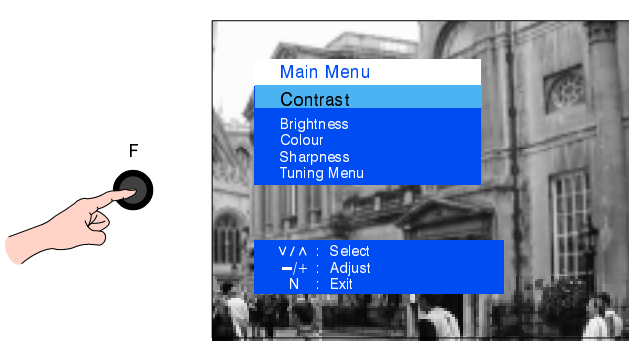 F
Main Menu
Contrast
Brightness
Colour
Sharpness
Tuning Menu
∨/∧ : Select
−/+ : Adjust
N : Exit